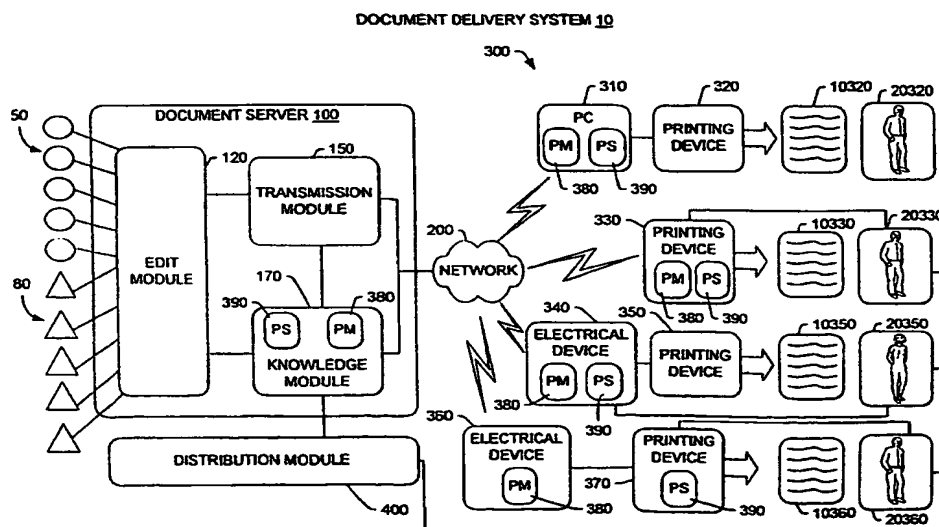 DOCUMENT DELIVERY SYSTEM 10
300
DOCUMENT SERVER 100
50
120
150
EDIT MODULE
TRANSMISSION MODULE
80
170
390
380
PS
PM
KNOWLEDGE MODULE
DISTRIBUTION MODULE
400
200
NETWORK
310
PC
PM
PS
380
390
320
PRINTING DEVICE
10320
20320
330
PRINTING DEVICE
PM
PS
380
390
10330
20330
340
ELECTRICAL DEVICE
PM
PS
380
390
350
PRINTING DEVICE
10350
20350
360
ELECTRICAL DEVICE
PM
380
PRINTING DEVICE
370
PS
390
10360
20360